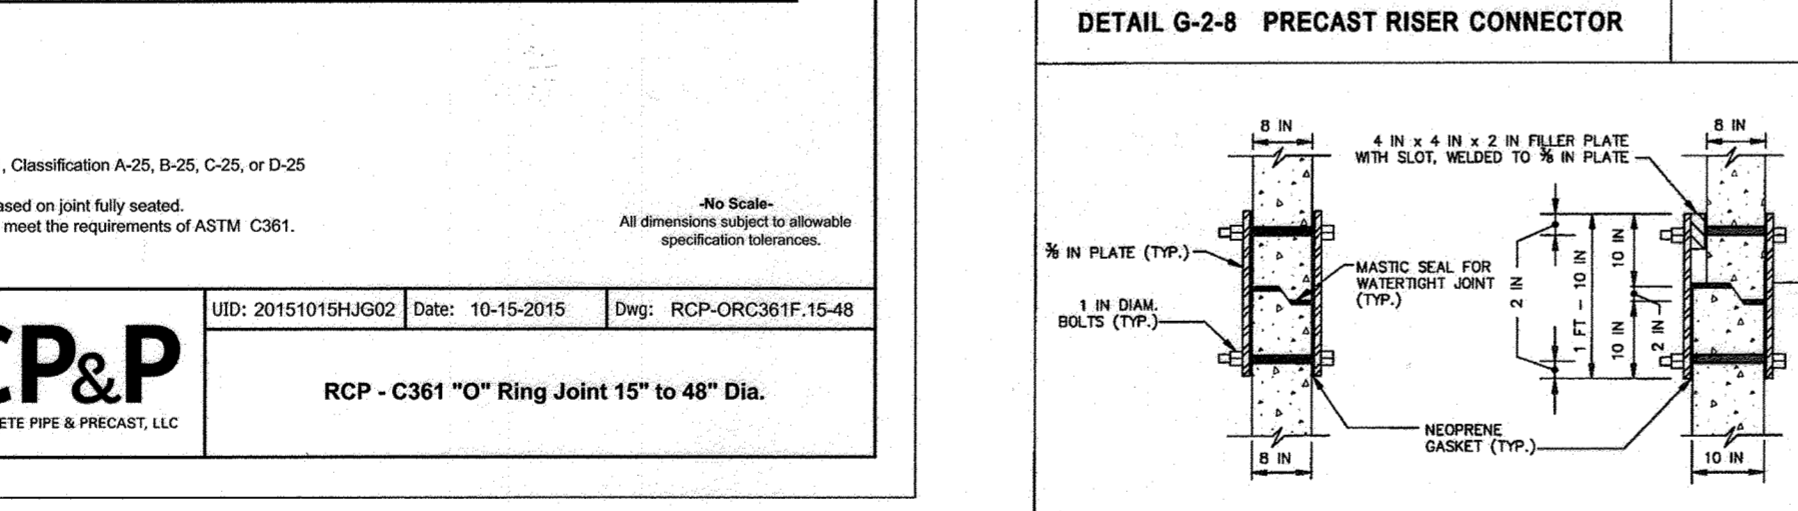 , Classification A-25, B-25, C-25, or D-25
ased on joint fully seated.
meet the requirements of ASTM C361.
-No Scale-
All dimensions subject to allowable
specification tolerances.
UID: 20151015HJG02
Date: 10-15-2015
Dwg: RCP-ORC361F.15-48
CP&P
ETE PIPE & PRECAST, LLC
RCP - C361 "O" Ring Joint 15" to 48" Dia.
DETAIL G-2-8 PRECAST RISER CONNECTOR
8 IN
4 IN x 4 IN x 2 IN FILLER PLATE
WITH SLOT, WELDED TO ⅜ IN PLATE
8 IN
⅜ IN PLATE (TYP.)
MASTIC SEAL FOR
WATERTIGHT JOINT
(TYP.)
1 IN DIAM.
BOLTS (TYP.)
2 IN
1 FT - 10 IN
10 IN
10 IN
2 IN
NEOPRENE
GASKET (TYP.)
8 IN
10 IN